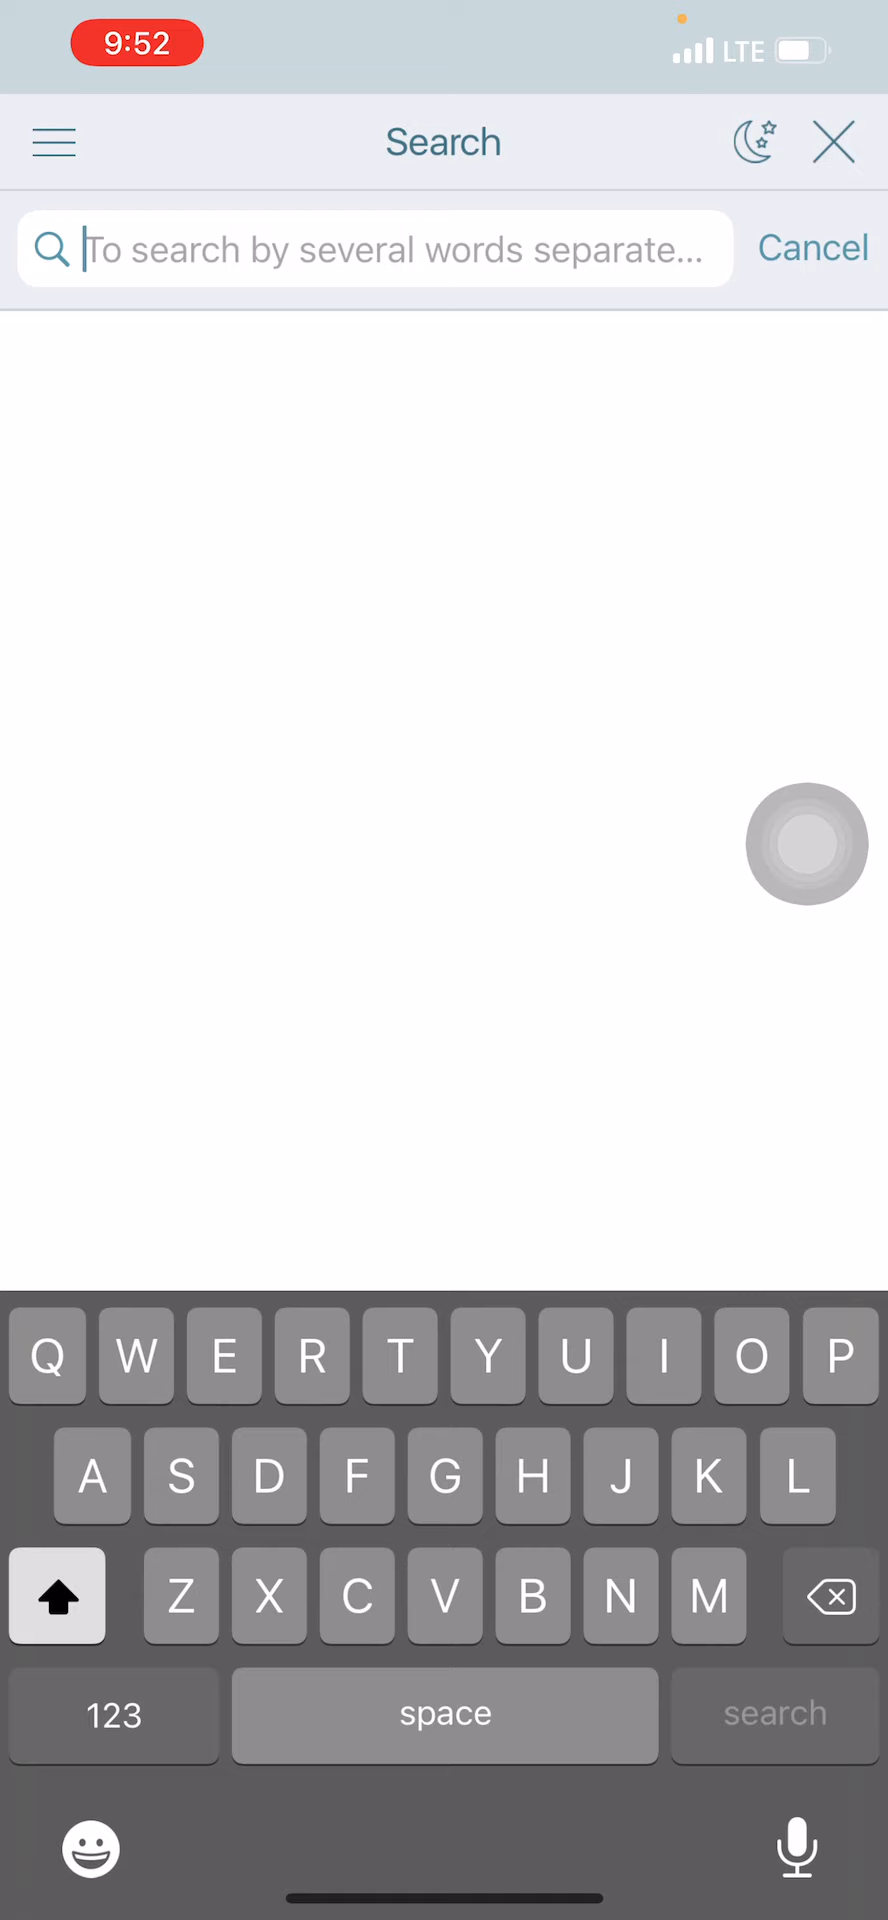 9:52 LTE
Search
To search by several words separate...
Cancel
Q W E R T Y U I O P
A S D F G H J K L
Z X C V B N M
123 space search